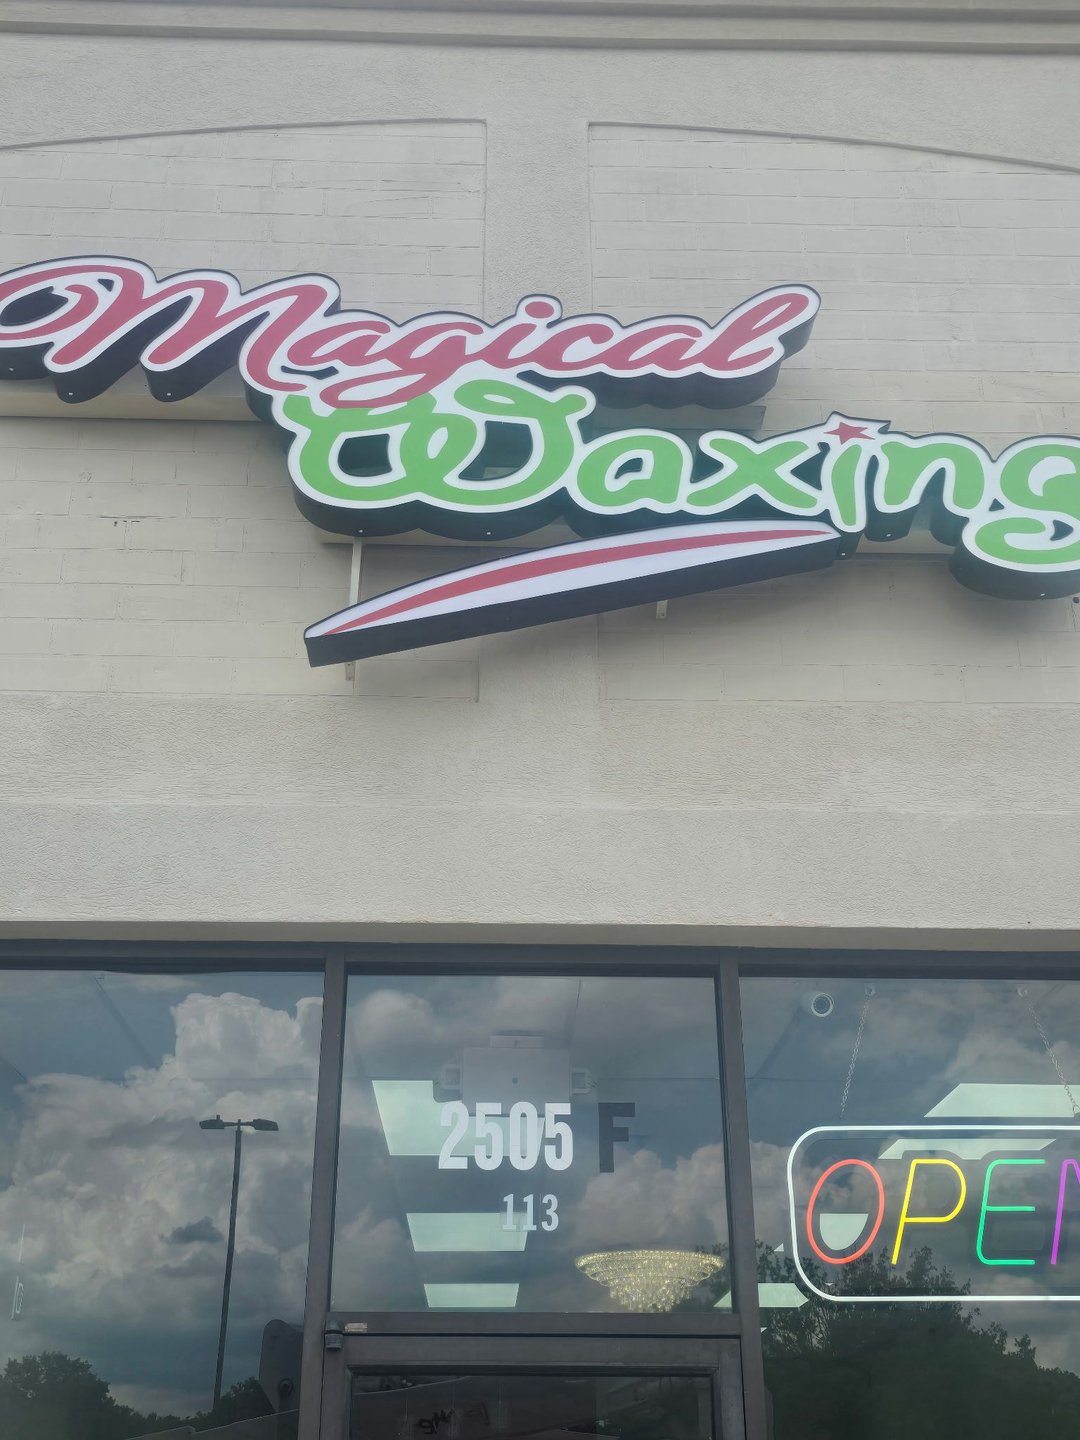 Magical
Waxing
2505 F
113
OPEN